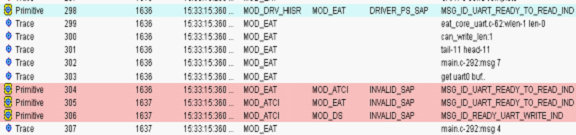 Primitive 298 1636 15:33:15:360 ... MOD_DRV_HISR MOD_EAT DRIVER_PS_SAP MSG_ID_UART_READY_TO_READ_IND
Trace 299 1636 15:33:15:360 ... MOD_EAT eat_core_uart.c-62:wlen-1 len-0
Trace 300 1636 15:33:15:360 ... MOD_EAT can_write_len:1
Trace 301 1636 15:33:15:360 ... MOD_EAT tail-11 head-11
Trace 302 1636 15:33:15:360 ... MOD_EAT main.c-292:msg 7
Trace 303 1636 15:33:15:360 ... MOD_EAT get uart0 buf..
Primitive 304 1636 15:33:15:360 ... MOD_EAT MOD_ATCI INVALID_SAP MSG_ID_UART_READY_TO_READ_IND
Primitive 305 1637 15:33:15:360 ... MOD_ATCI MOD_EAT INVALID_SAP MSG_ID_UART_READY_TO_READ_IND
Primitive 306 1637 15:33:15:360 ... MOD_ATCI MOD_DS INVALID_SAP MSG_ID_READY_UART_WRITE_IND
Trace 307 1637 15:33:15:360 ... MOD_EAT main.c-292:msg 4